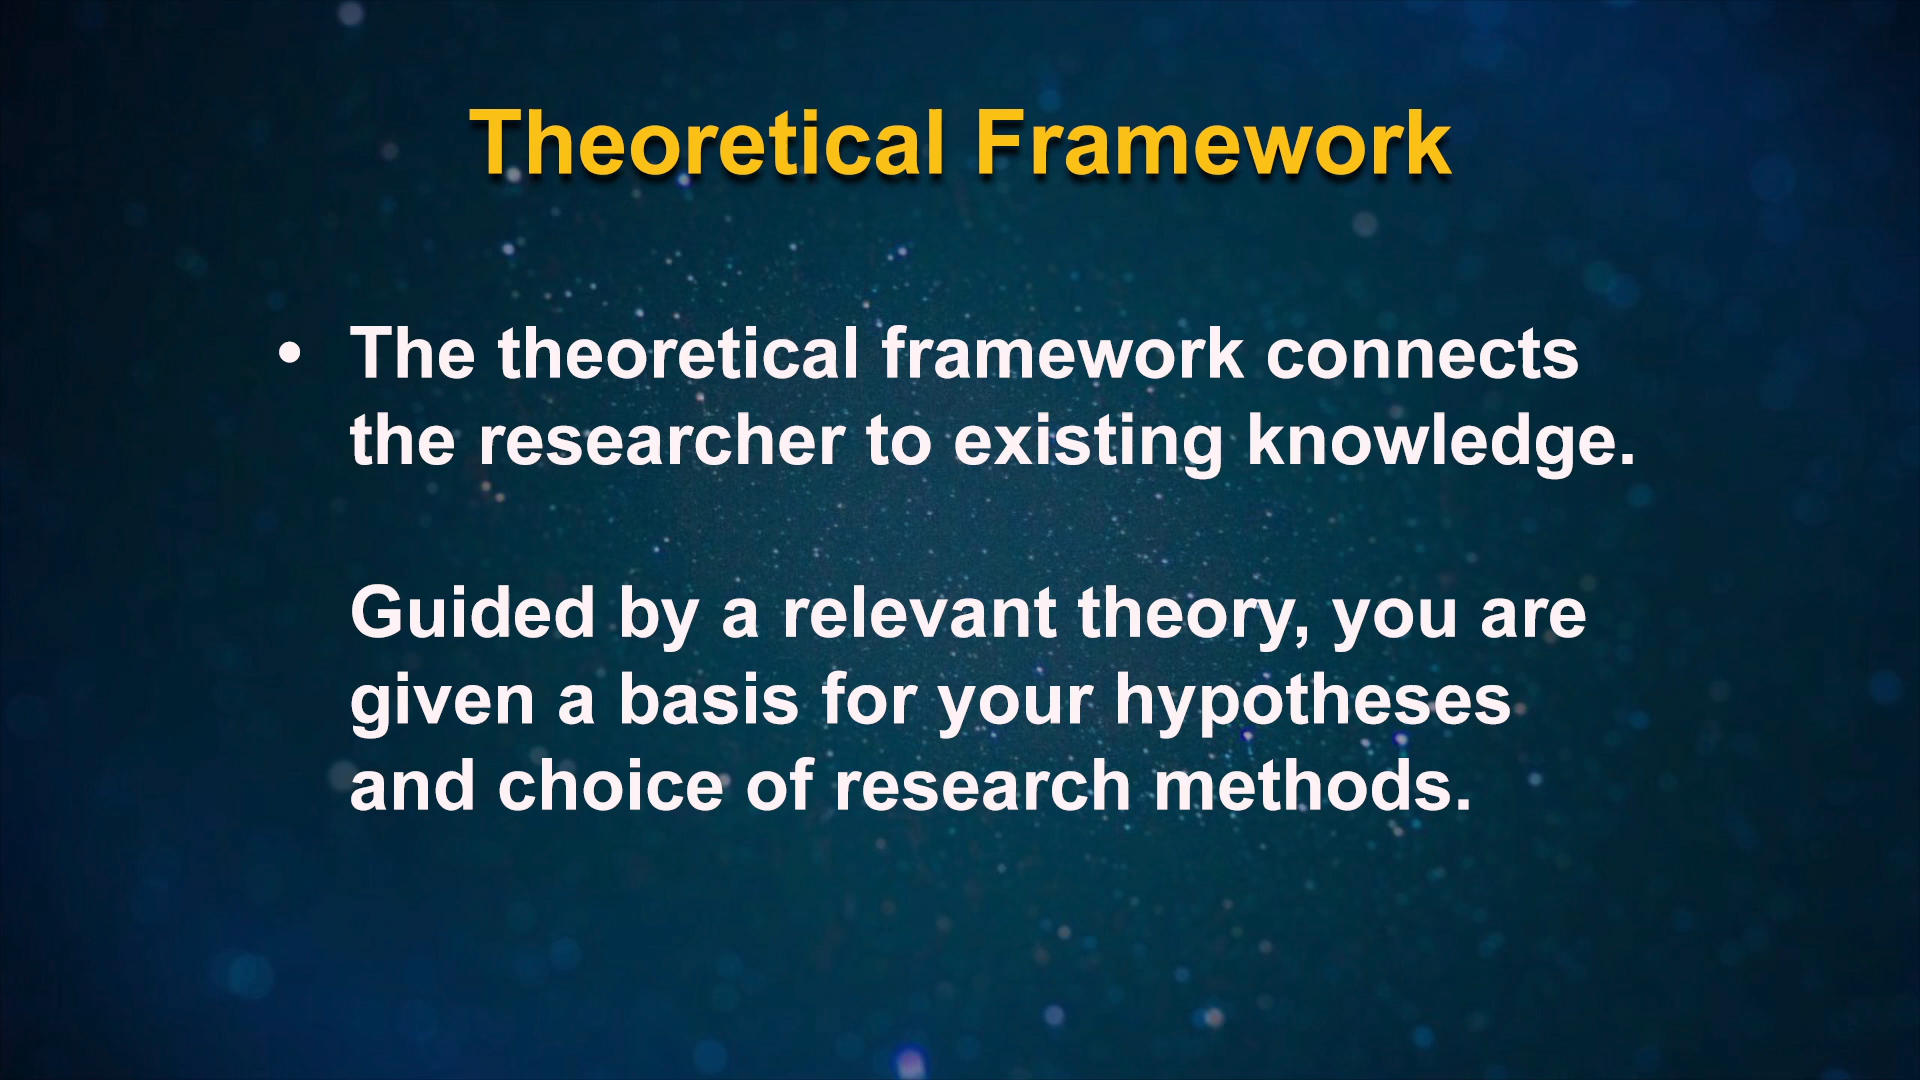 Theoretical Framework
• The theoretical framework connects
the researcher to existing knowledge.
Guided by a relevant theory, you are
given a basis for your hypotheses
and choice of research methods.